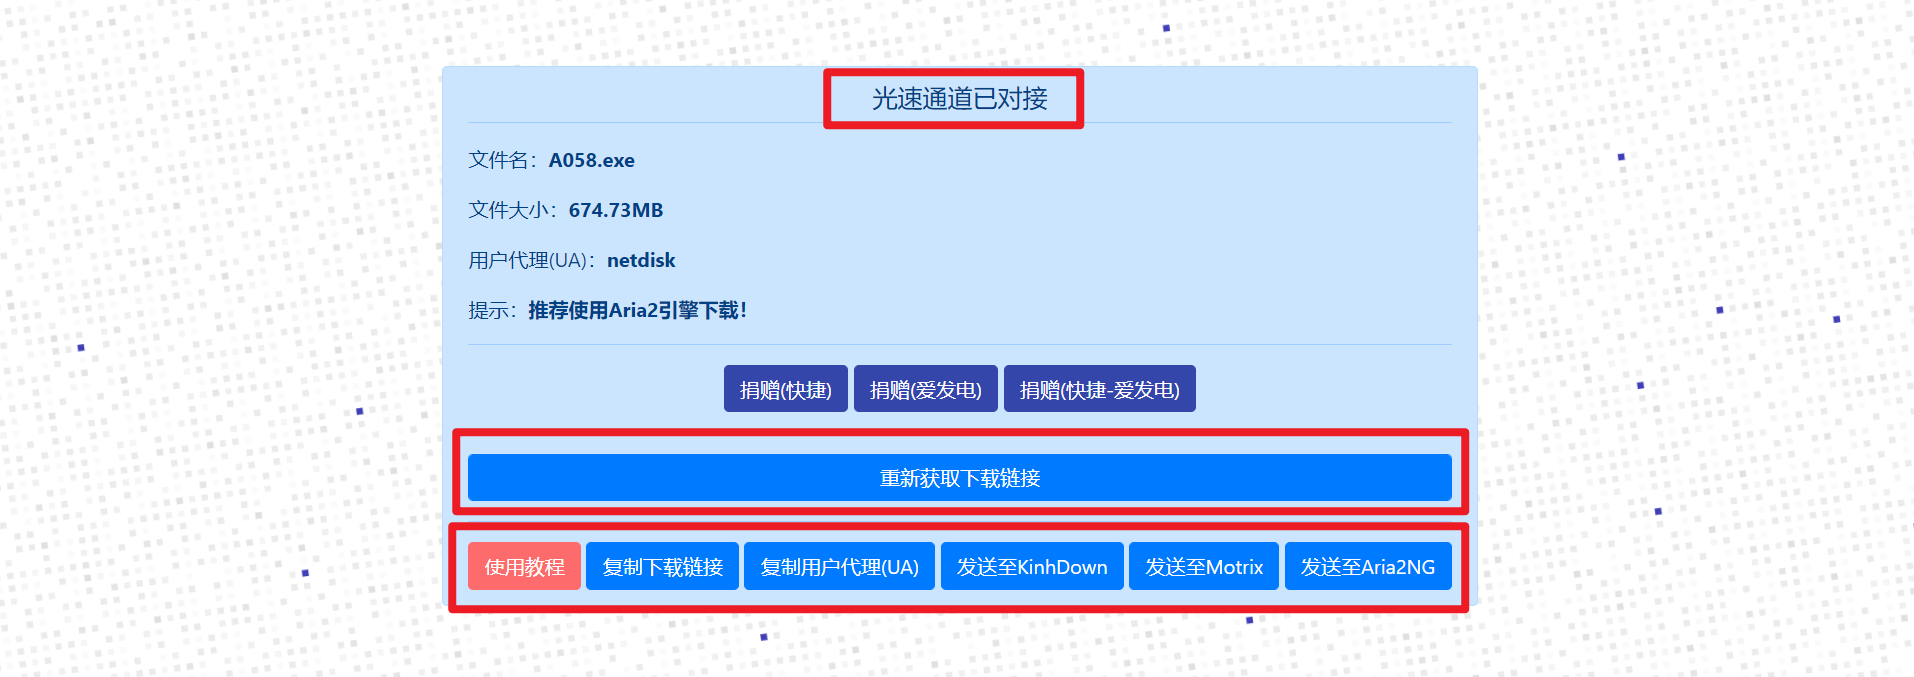 光速通道已对接
文件名：A058.exe
文件大小：674.73MB
用户代理(UA)：netdisk
提示：推荐使用Aria2引擎下载！
捐赠(快捷) 捐赠(爱发电) 捐赠(快捷-爱发电)
重新获取下载链接
使用教程 复制下载链接 复制用户代理(UA) 发送至KinhDown 发送至Motrix 发送至Aria2NG